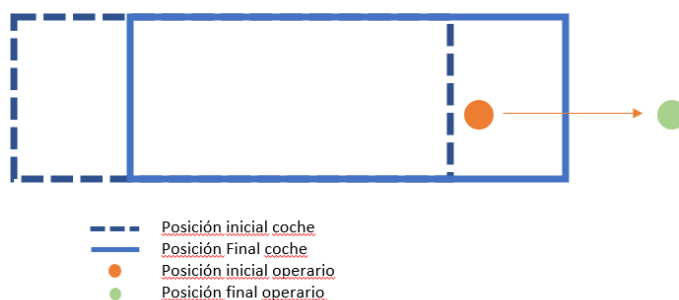 Posición inicial coche
Posición Final coche
Posición inicial operario
Posición final operario